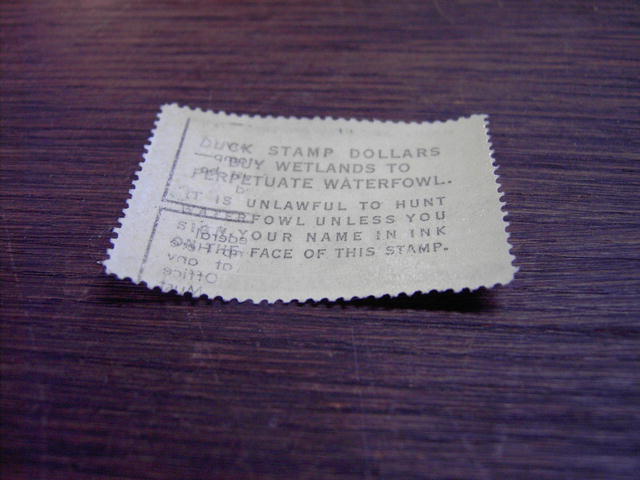 DUCK STAMP DOLLARS
BUY WETLANDS TO
PERPETUATE WATERFOWL.
IT IS UNLAWFUL TO HUNT
WATERFOWL UNLESS YOU
SIGN YOUR NAME IN INK
ON THE FACE OF THIS STAMP-